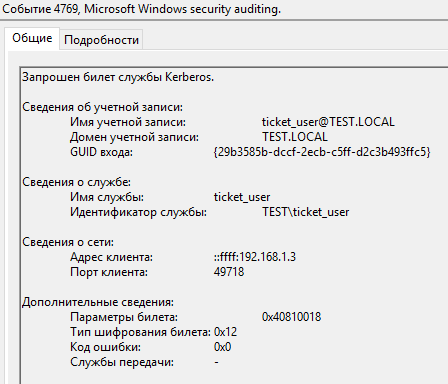 Событие 4769, Microsoft Windows security auditing.
Общие Подробности
Запрошен билет службы Kerberos.
Сведения об учетной записи:
Имя учетной записи: ticket_user@TEST.LOCAL
Домен учетной записи: TEST.LOCAL
GUID входа: {29b3585b-dccf-2ecb-c5ff-d2c3b493ffc5}
Сведения о службе:
Имя службы: ticket_user
Идентификатор службы: TEST\ticket_user
Сведения о сети:
Адрес клиента: ::ffff:192.168.1.3
Порт клиента: 49718
Дополнительные сведения:
Параметры билета: 0x40810018
Тип шифрования билета: 0x12
Код ошибки: 0x0
Службы передачи: -